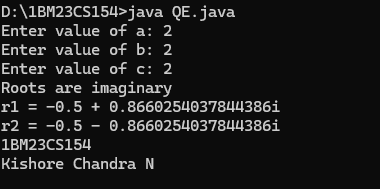 D:\1BM23CS154>java QE.java
Enter value of a: 2
Enter value of b: 2
Enter value of c: 2
Roots are imaginary
r1 = -0.5 + 0.8660254037844386i
r2 = -0.5 - 0.8660254037844386i
1BM23CS154
Kishore Chandra N